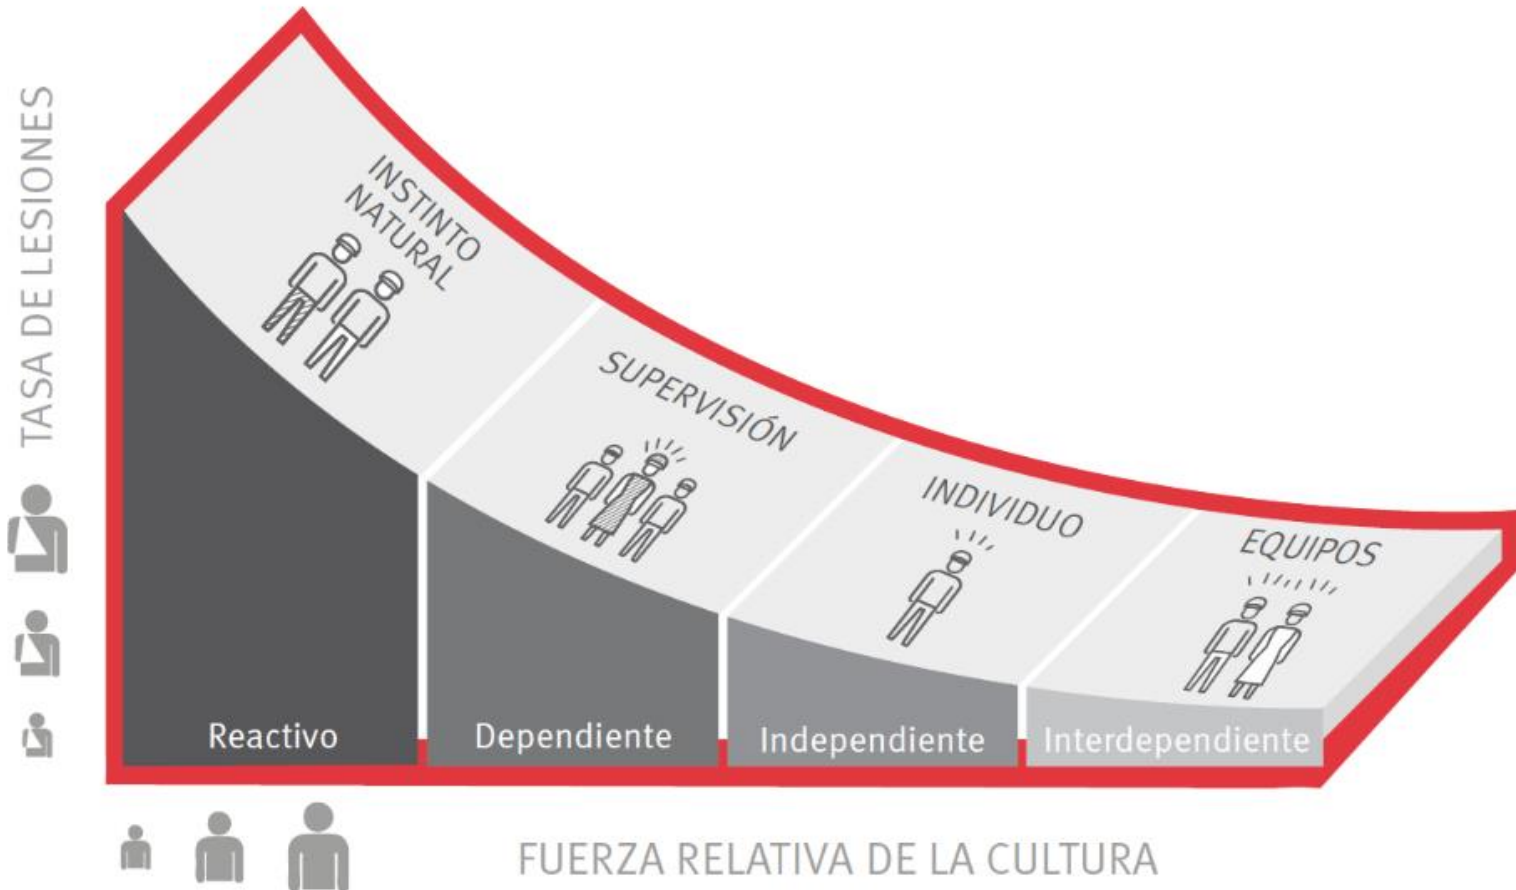 TASA DE LESIONES
INSTINTO
NATURAL
SUPERVISIÓN
INDIVIDUO
EQUIPOS
Reactivo
Dependiente
Independiente
Interdependiente
FUERZA RELATIVA DE LA CULTURA